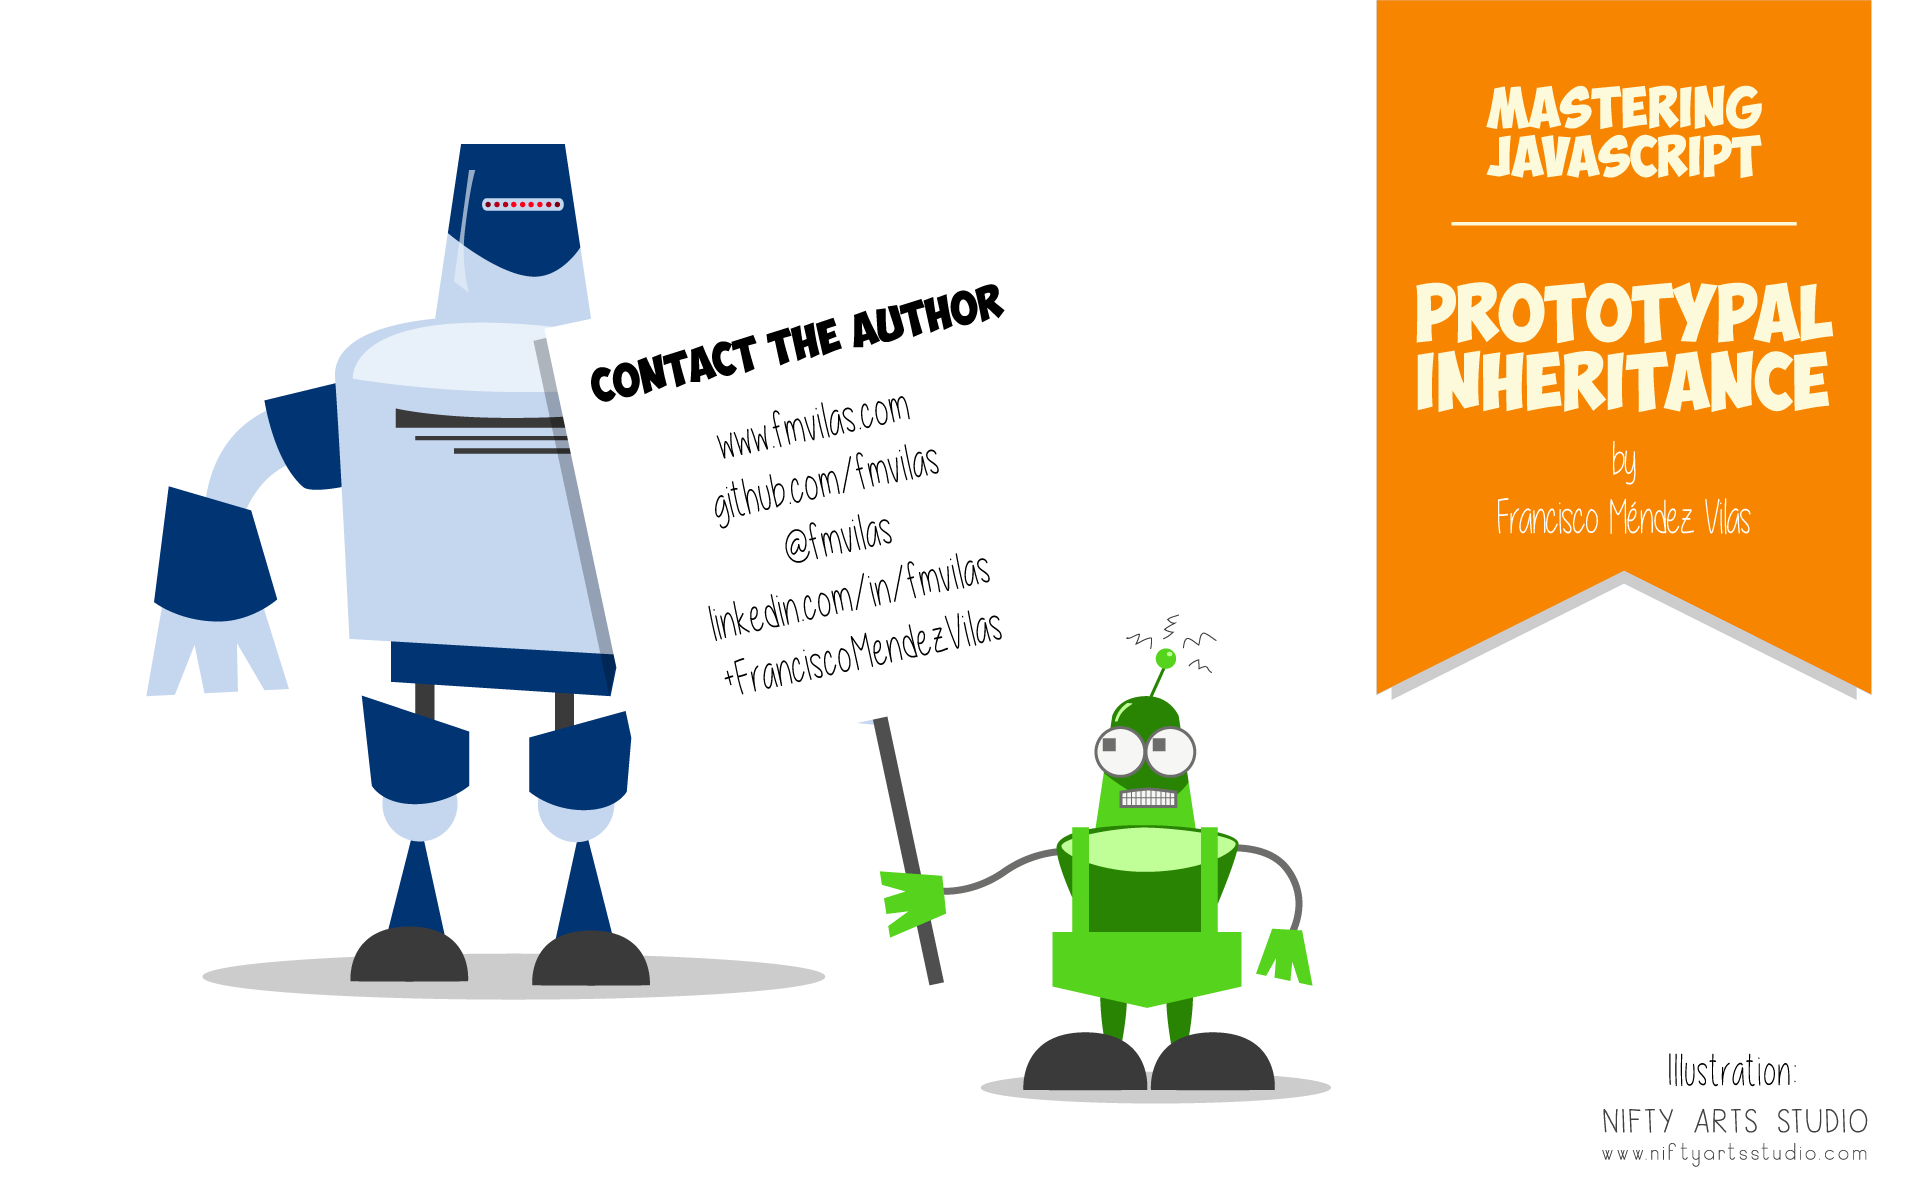 CONTACT THE AUTHOR
www.fmvilas.com
github.com/fmvilas
@fmvilas
linkedin.com/in/fmvilas
+FranciscoMendezVilas
MASTERING
JAVASCRIPT
PROTOTYPAL
INHERITANCE
by
Francisco Méndez Vilas
Illustration:
NIFTY ARTS STUDIO
www.niftyartsstudio.com